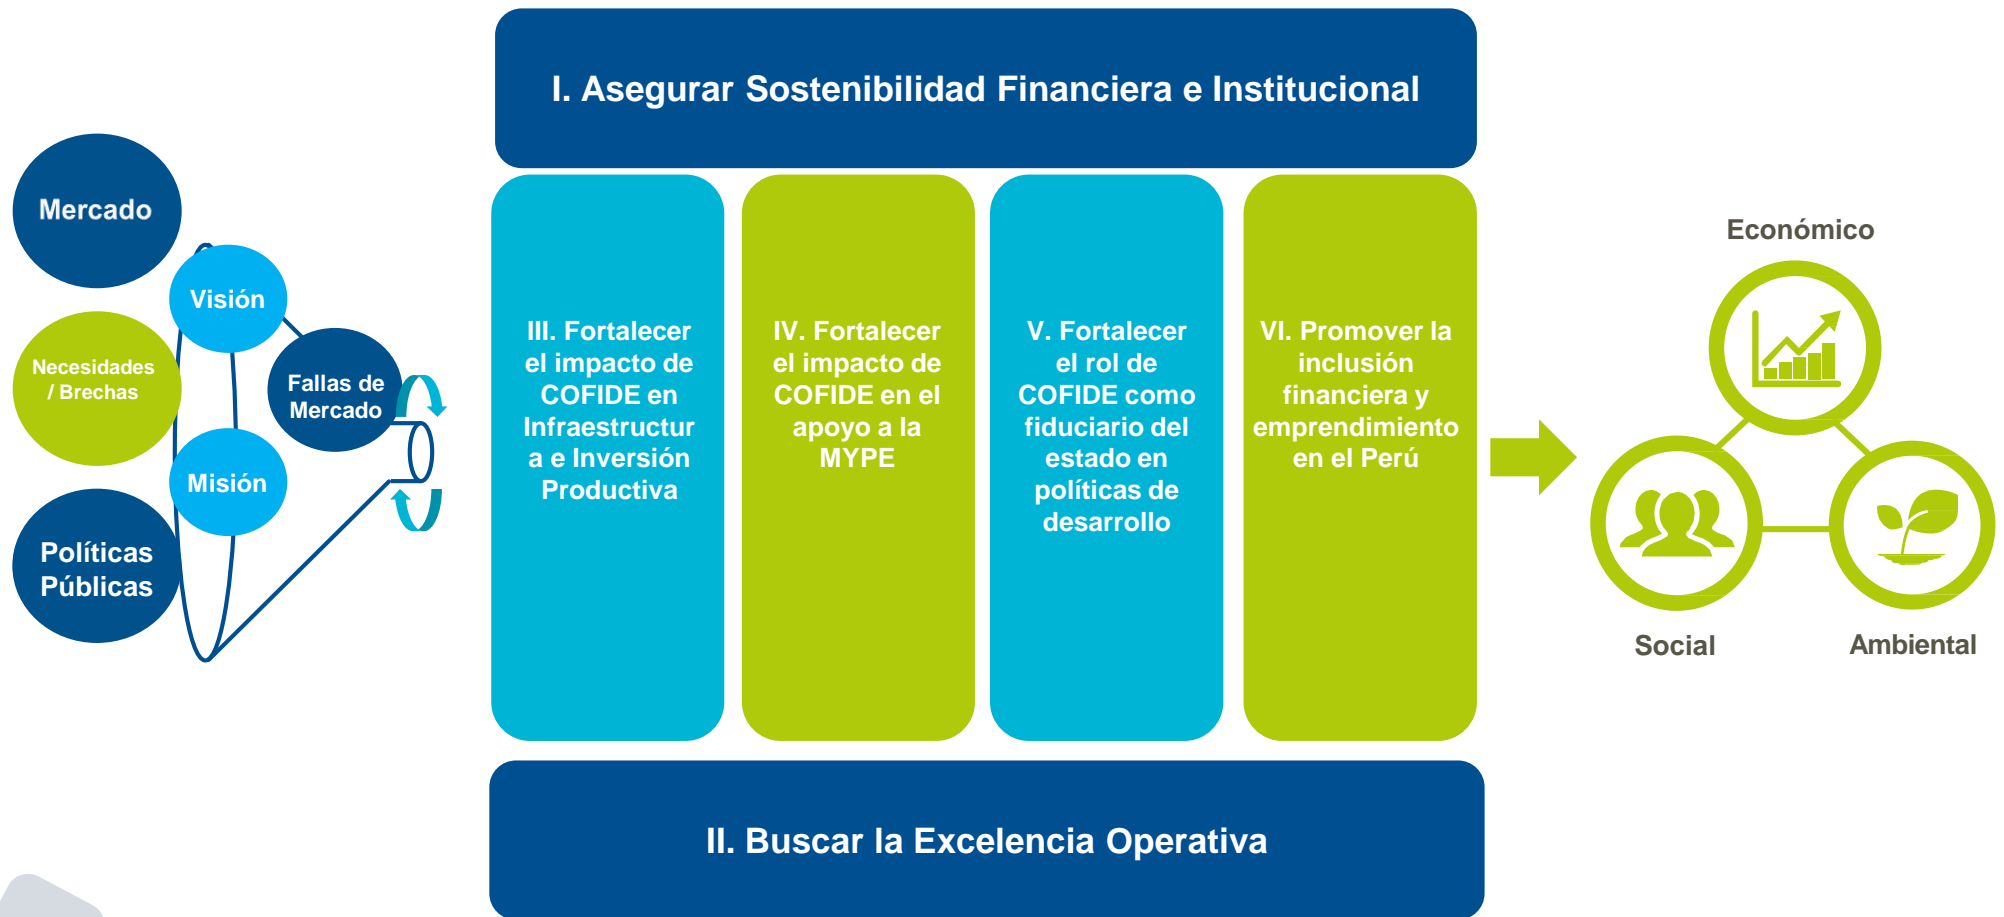 I. Asegurar Sostenibilidad Financiera e Institucional
Mercado
Necesidades
/ Brechas
Políticas
Públicas
Visión
Misión
Fallas de
Mercado
III. Fortalecer
el impacto de
COFIDE en
Infraestructur
a e Inversión
Productiva
IV. Fortalecer
el impacto de
COFIDE en el
apoyo a la
MYPE
V. Fortalecer
el rol de
COFIDE como
fiduciario del
estado en
políticas de
desarrollo
VI. Promover la
inclusión
financiera y
emprendimiento
en el Perú
Económico
Social
Ambiental
II. Buscar la Excelencia Operativa